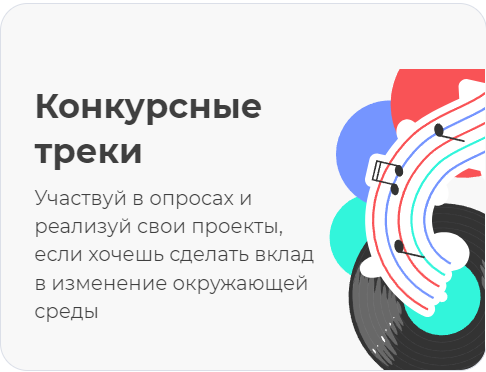 Конкурсные
треки
Участвуй в опросах и
реализуй свои проекты,
если хочешь сделать вклад
в изменение окружающей
среды